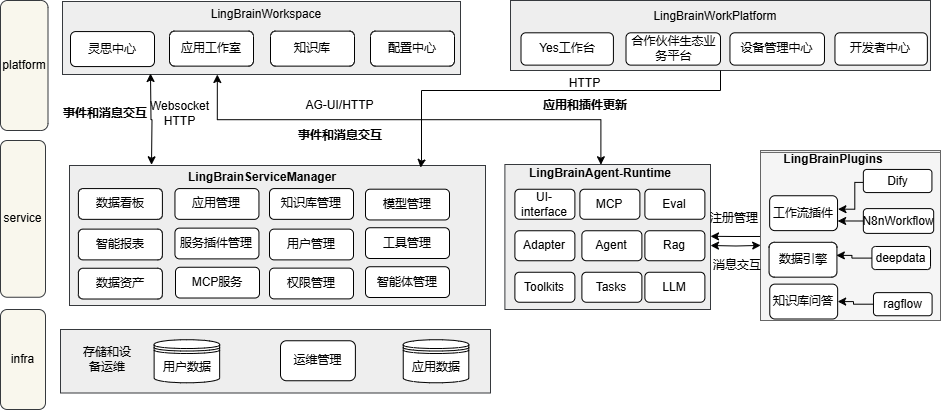 platform
LingBrainWorkspace
灵思中心
应用工作室
知识库
配置中心
LingBrainWorkPlatform
Yes工作台
合作伙伴生态业
务平台
设备管理中心
开发者中心
事件和消息交互
Websocket
HTTP
AG-UI/HTTP
事件和消息交互
HTTP
应用和插件更新
service
LingBrainServiceManager
数据看板
应用管理
知识库管理
模型管理
智能报表
服务插件管理
用户管理
工具管理
数据资产
MCP服务
权限管理
智能体管理
LingBrainAgent-Runtime
UI-
interface
MCP
Eval
Adapter
Agent
Rag
Toolkits
Tasks
LLM
注册管理
消息交互
LingBrainPlugins
工作流插件
数据引擎
知识库问答
Dify
N8nWorkflow
deepdata
ragflow
infra
存储和设
备运维
用户数据
运维管理
应用数据